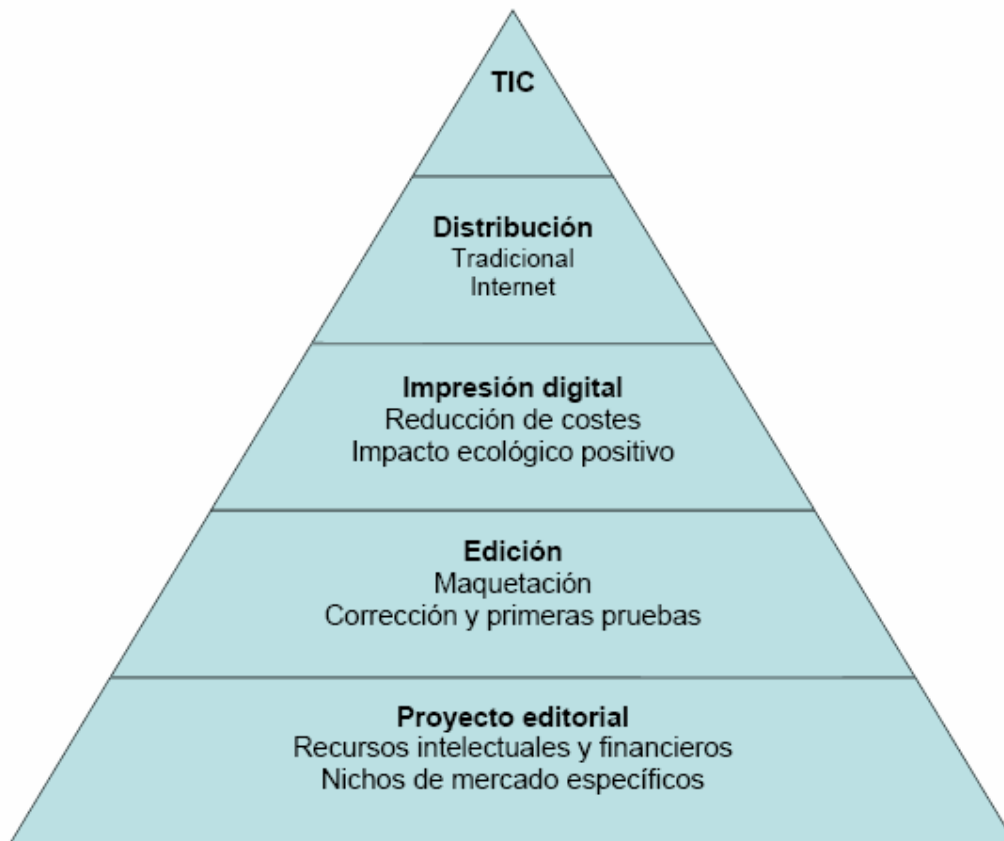 TIC
Distribución
Tradicional
Internet
Impresión digital
Reducción de costes
Impacto ecológico positivo
Edición
Maquetación
Corrección y primeras pruebas
Proyecto editorial
Recursos intelectuales y financieros
Nichos de mercado específicos